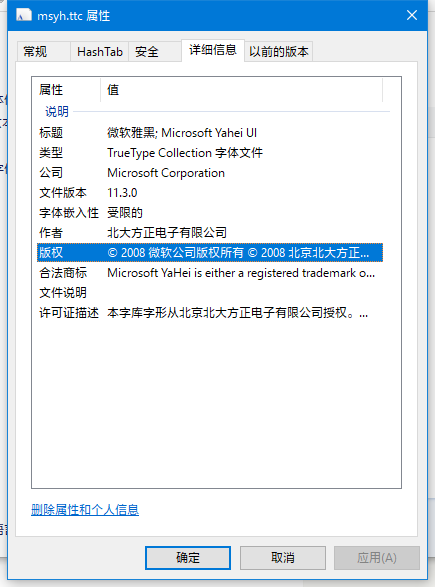 msyh.ttc 属性
常规 HashTab 安全 详细信息 以前的版本
属性 值
说明
标题 微软雅黑; Microsoft Yahei UI
类型 TrueType Collection 字体文件
公司 Microsoft Corporation
文件版本 11.3.0
字体嵌入性 受限的
作者 北大方正电子有限公司
版权 © 2008 微软公司版权所有 © 2008 北京北大方正...
合法商标 Microsoft YaHei is either a registered trademark o...
文件说明
许可证描述 本字库字形从北京北大方正电子有限公司授权。...
删除属性和个人信息
确定 取消 应用(A)